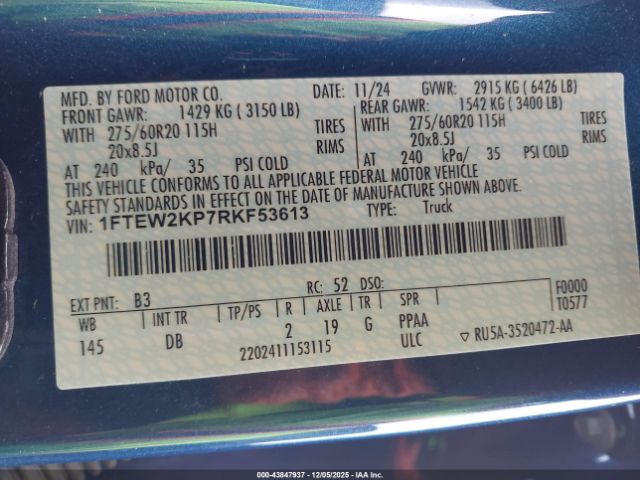 MFD. BY FORD MOTOR CO.
DATE: 11/24 GVWR: 2915 KG ( 6426 LB)
FRONT GAWR: 1429 KG ( 3150 LB)
REAR GAWR: 1542 KG ( 3400 LB)
WITH 275/60R20 115H TIRES
WITH 275/60R20 115H TIRES
20x8.5J RIMS
20x8.5J RIMS
AT 240 kPa/ 35 PSI COLD
AT 240 kPa/ 35 PSI COLD
THIS VEHICLE CONFORMS TO ALL APPLICABLE FEDERAL MOTOR VEHICLE
SAFETY STANDARDS IN EFFECT ON THE DATE OF MANUFACTURE SHOWN ABOVE.
VIN: 1FTEW2KP7RKF53613 TYPE: Truck
EXT PNT: B3 RC: 52 DSO: F0000
WB INT TR TP/PS R AXLE TR SPR T0577
145 DB 2 19 G PPAA
2202411153115 ULC ▽ RU5A-3520472-AA
000-43847937 - 12/05/2025 - IAA Inc.